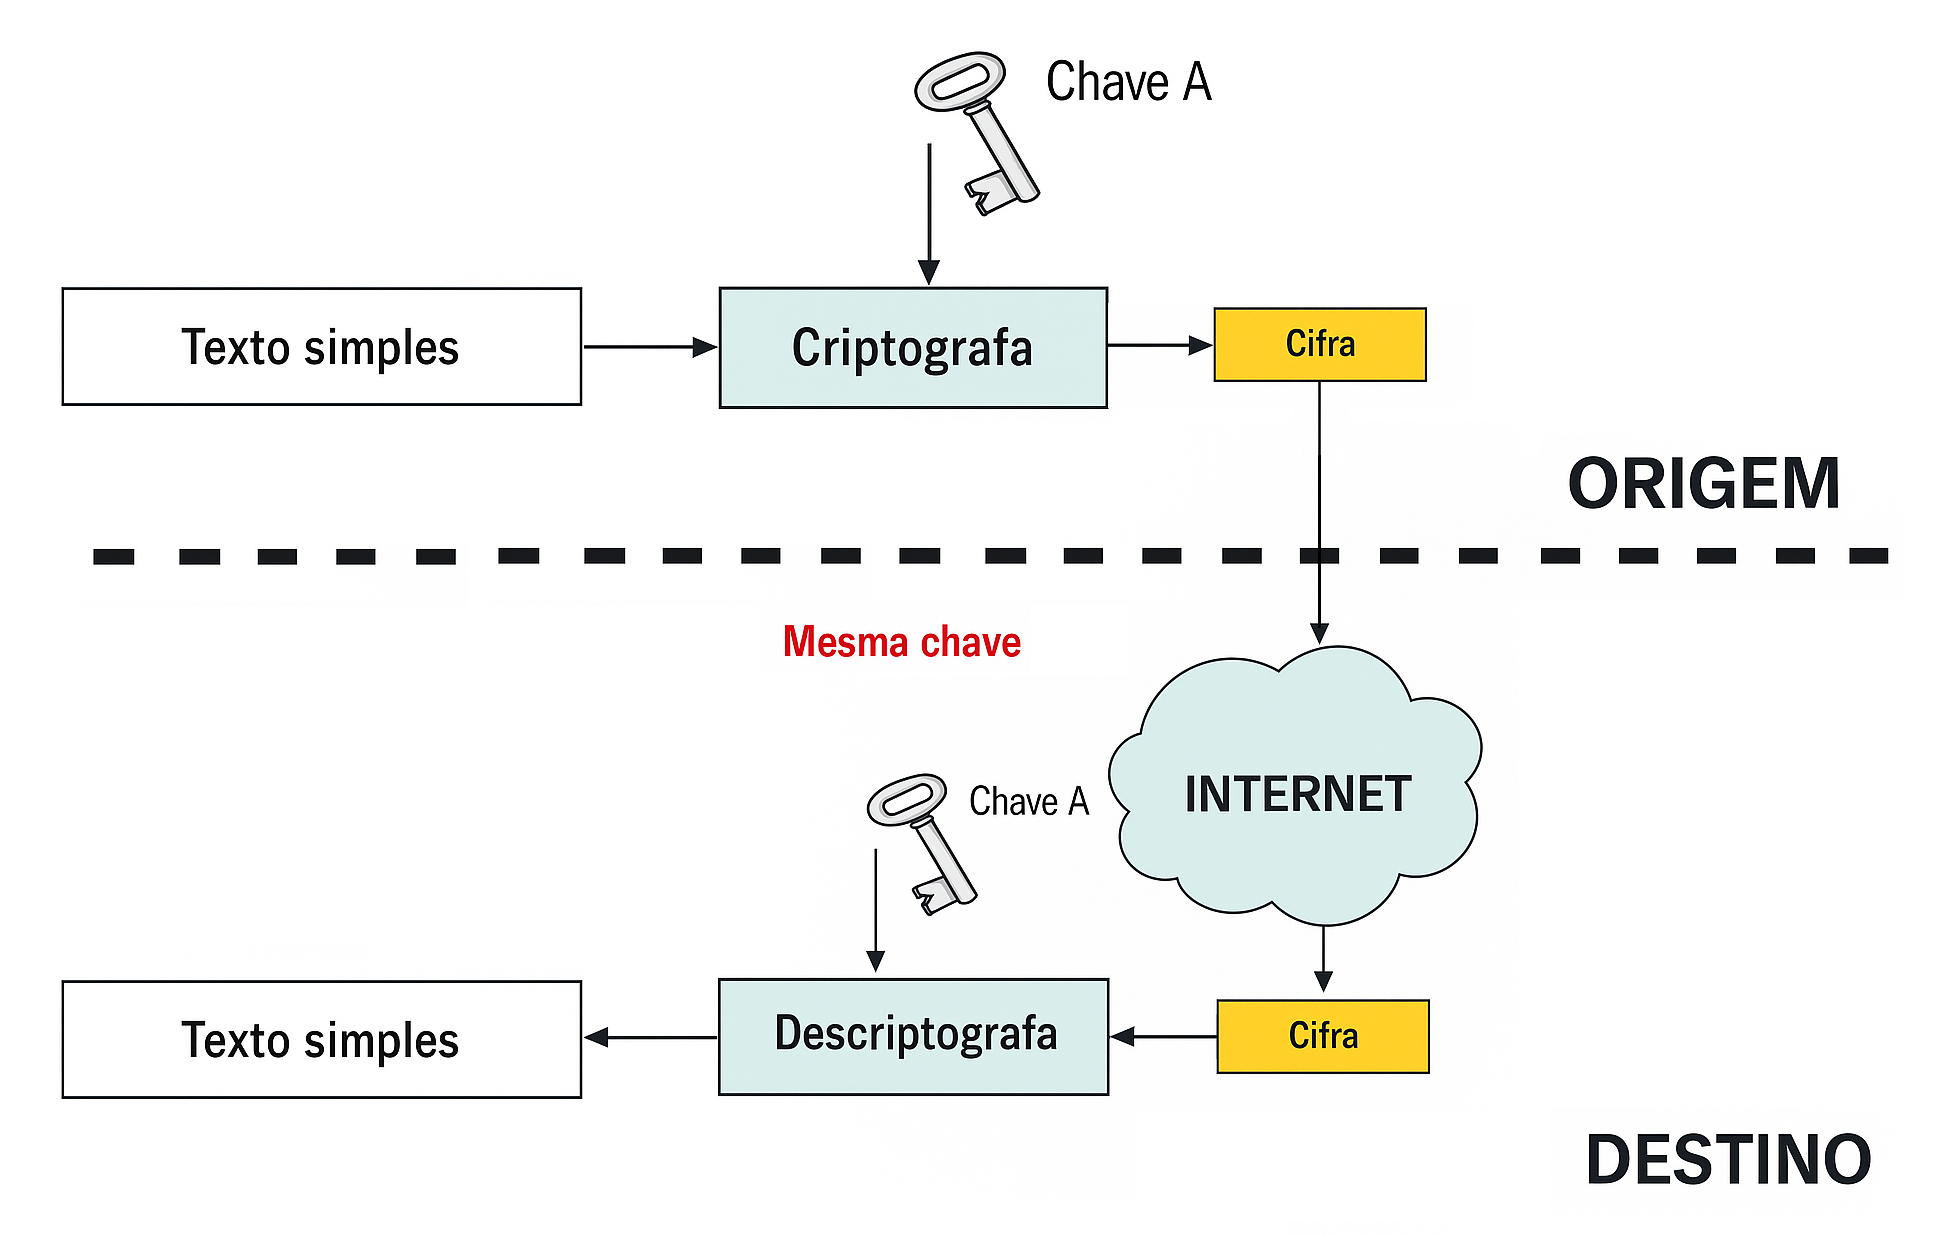 Chave A
Texto simples
Criptografa
Cifra
ORIGEM
Mesma chave
INTERNET
Chave A
Texto simples
Descriptografa
Cifra
DESTINO